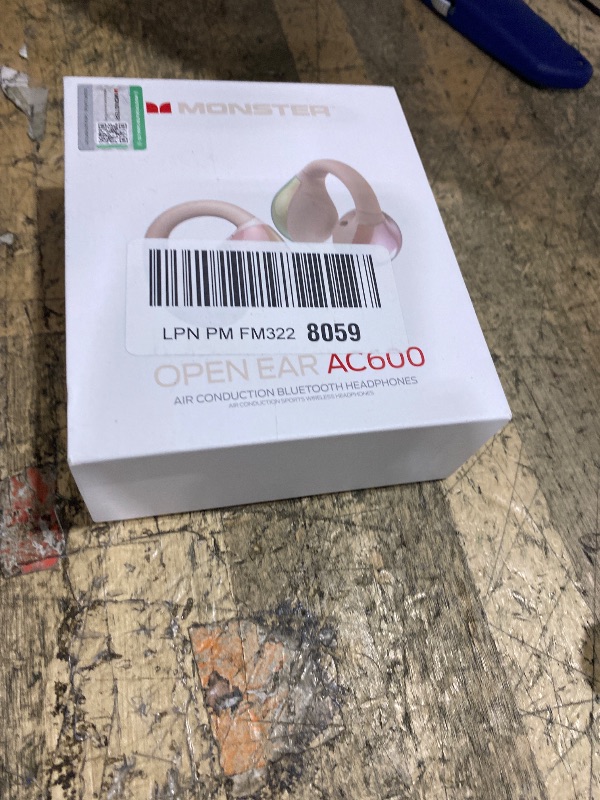 MONSTER
LPN PM FM322 8059
OPEN EAR AC600
AIR CONDUCTION BLUETOOTH HEADPHONES
AIR CONDUCTION SPORTS WIRELESS HEADPHONES